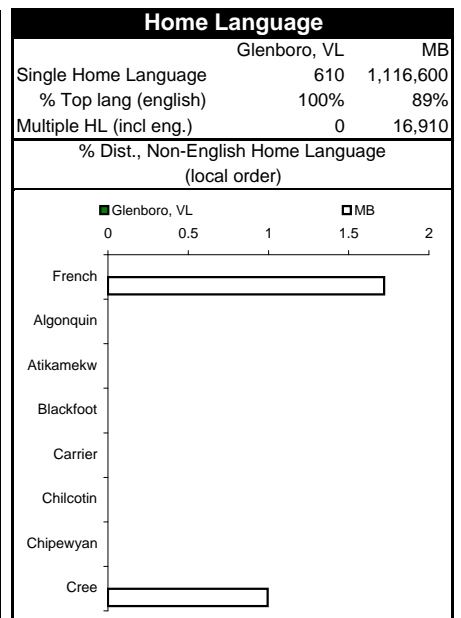 Home Language
Glenboro, VL MB
Single Home Language 610 1,116,600
% Top lang (english) 100% 89%
Multiple HL (incl eng.) 0 16,910
% Dist., Non-English Home Language
(local order)
Glenboro, VL MB
0 0.5 1 1.5 2
French
Algonquin
Atikamekw
Blackfoot
Carrier
Chilcotin
Chipewyan
Cree